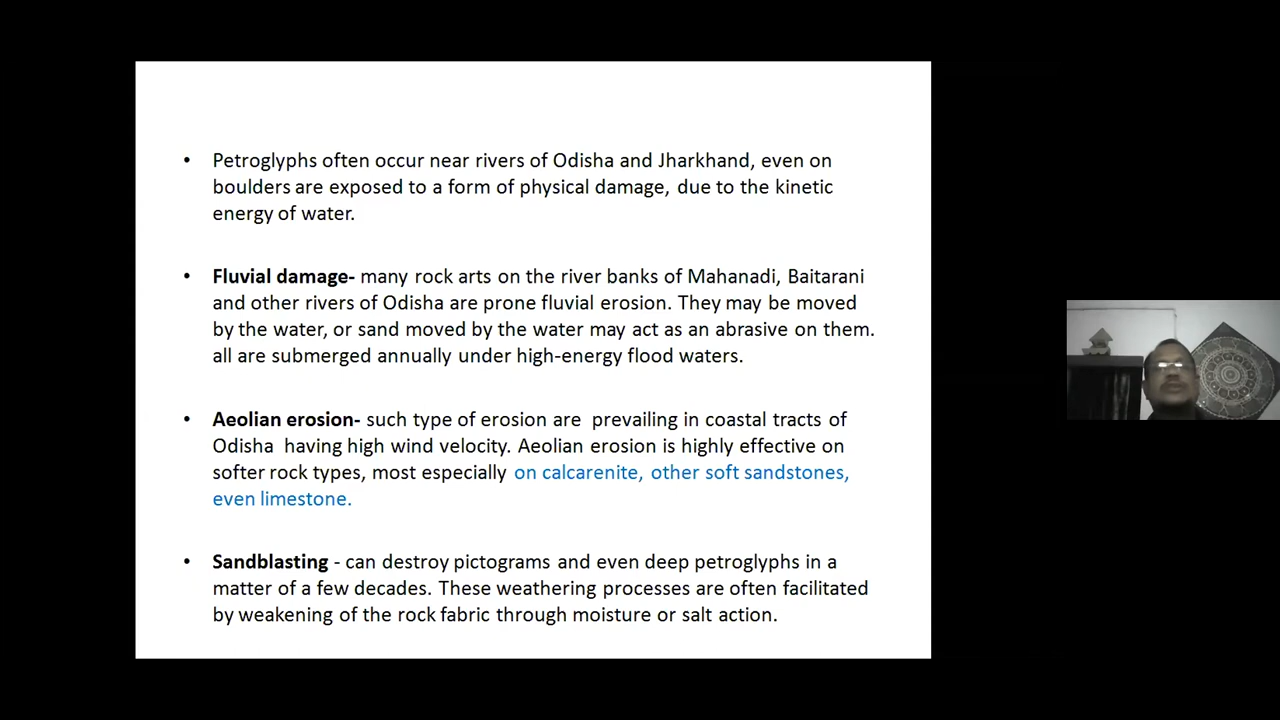 • Petroglyphs often occur near rivers of Odisha and Jharkhand, even on
boulders are exposed to a form of physical damage, due to the kinetic
energy of water.
• Fluvial damage- many rock arts on the river banks of Mahanadi, Baitarani
and other rivers of Odisha are prone fluvial erosion. They may be moved
by the water, or sand moved by the water may act as an abrasive on them.
all are submerged annually under high-energy flood waters.
• Aeolian erosion- such type of erosion are  prevailing in coastal tracts of
Odisha  having high wind velocity. Aeolian erosion is highly effective on
softer rock types, most especially on calcarenite, other soft sandstones,
even limestone.
• Sandblasting - can destroy pictograms and even deep petroglyphs in a
matter of a few decades. These weathering processes are often facilitated
by weakening of the rock fabric through moisture or salt action.